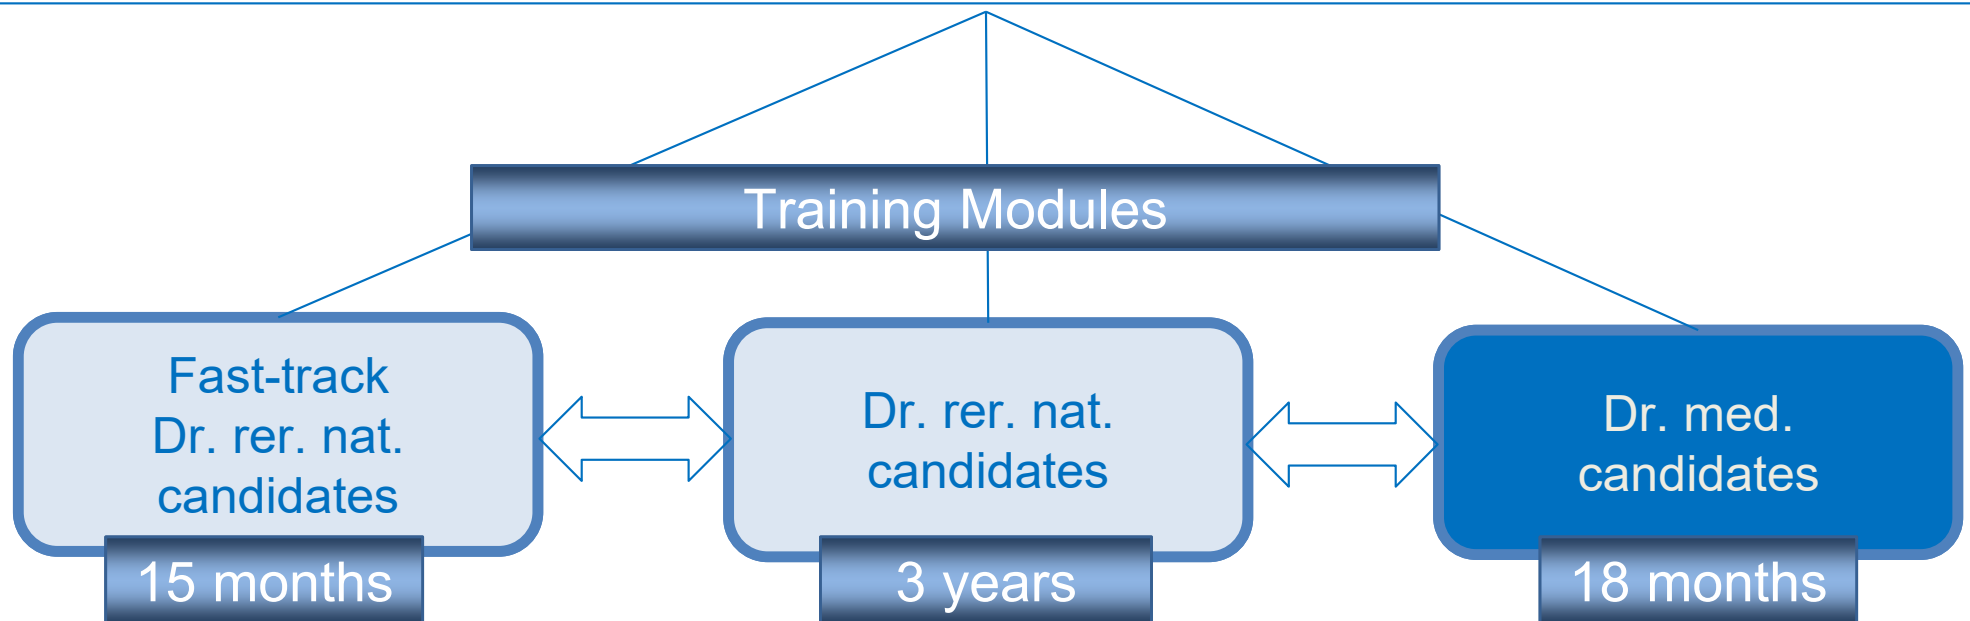 Training Modules
Fast-track
Dr. rer. nat.
candidates
15 months
Dr. rer. nat.
candidates
3 years
Dr. med.
candidates
18 months